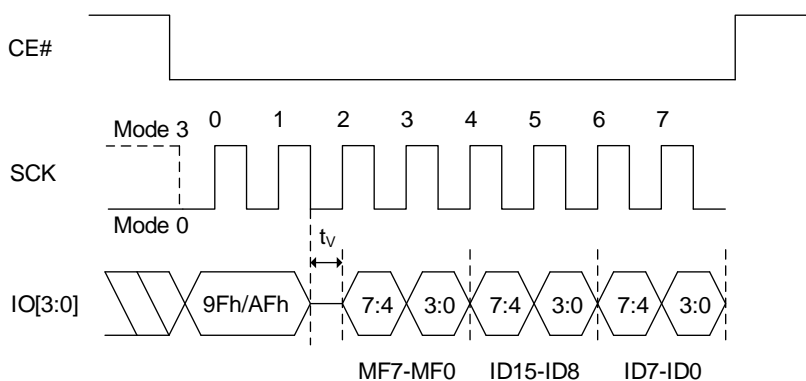 CE#
Mode 3 0 1 2 3 4 5 6 7
SCK
Mode 0
tV
IO[3:0] 9Fh/AFh 7:4 3:0 7:4 3:0 7:4 3:0
MF7-MF0 ID15-ID8 ID7-ID0